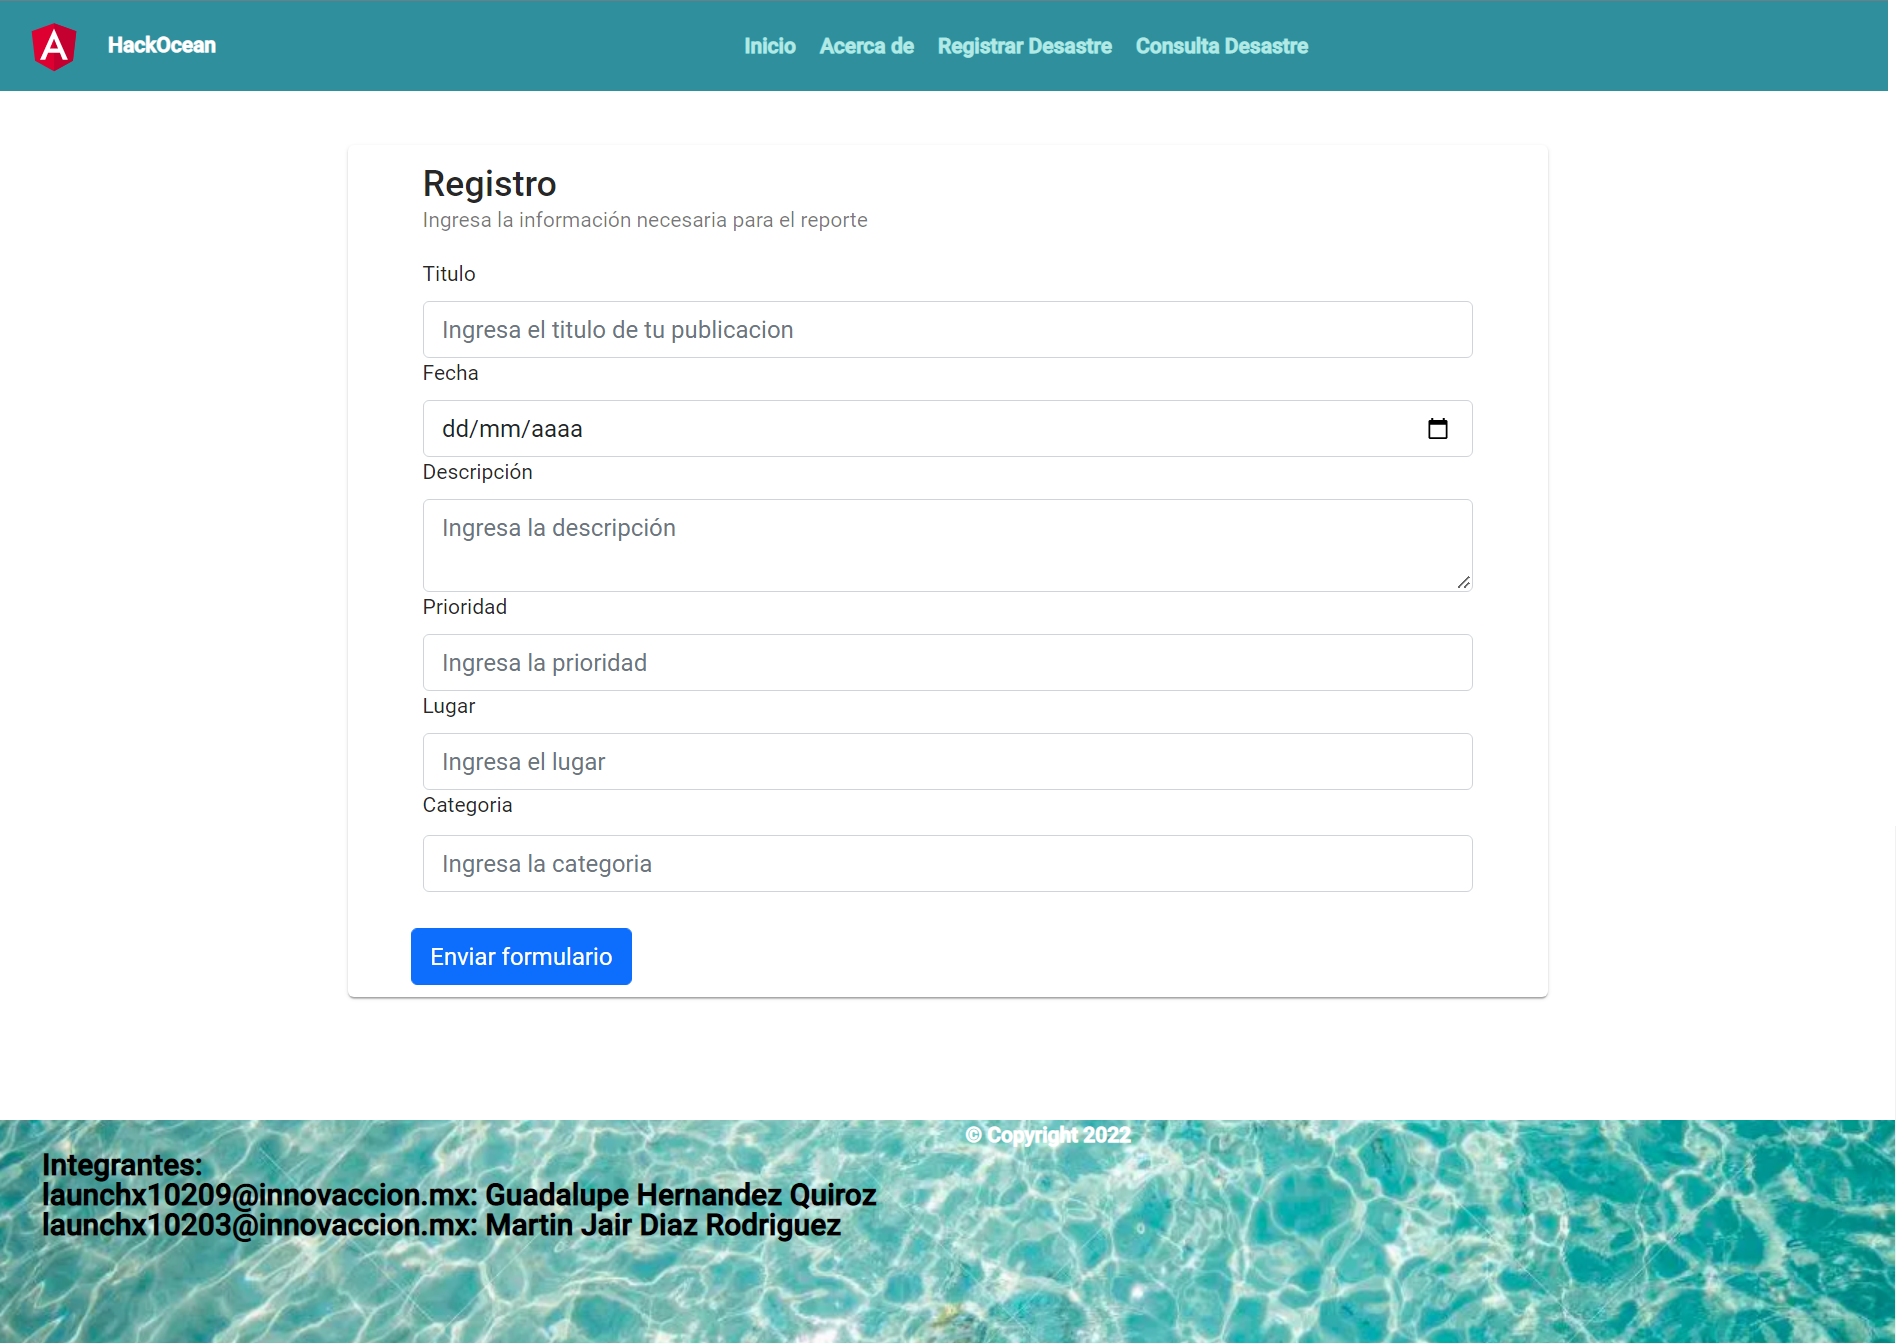 HackOcean
Inicio Acerca de Registrar Desastre Consulta Desastre
Registro
Ingresa la información necesaria para el reporte
Titulo
Ingresa el titulo de tu publicacion
Fecha
dd/mm/aaaa
Descripción
Ingresa la descripción
Prioridad
Ingresa la prioridad
Lugar
Ingresa el lugar
Categoria
Ingresa la categoria
Enviar formulario
© Copyright 2022
Integrantes:
launchx10209@innovaccion.mx: Guadalupe Hernandez Quiroz
launchx10203@innovaccion.mx: Martin Jair Diaz Rodriguez